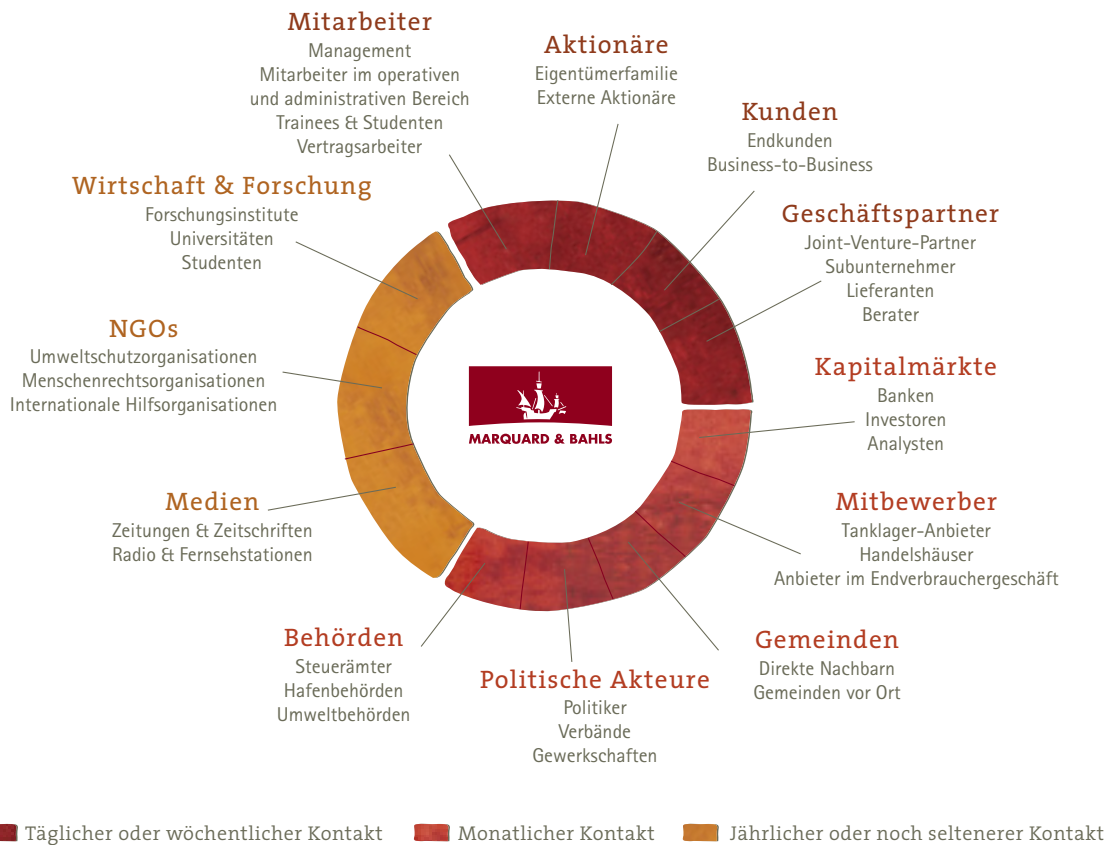 Mitarbeiter
Management
Mitarbeiter im operativen
und administrativen Bereich
Trainees & Studenten
Vertragsarbeiter
Aktionäre
Eigentümerfamilie
Externe Aktionäre
Kunden
Endkunden
Business-to-Business
Geschäftspartner
Joint-Venture-Partner
Subunternehmer
Lieferanten
Berater
Kapitalmärkte
Banken
Investoren
Analysten
Mitbewerber
Tanklager-Anbieter
Handelshäuser
Anbieter im Endverbrauchergeschäft
Gemeinden
Direkte Nachbarn
Gemeinden vor Ort
Politische Akteure
Politiker
Verbände
Gewerkschaften
Behörden
Steuerämter
Hafenbehörden
Umweltbehörden
Medien
Zeitungen & Zeitschriften
Radio & Fernsehstationen
NGOs
Umweltschutzorganisationen
Menschenrechtsorganisationen
Internationale Hilfsorganisationen
Wirtschaft & Forschung
Forschungsinstitute
Universitäten
Studenten
MARQUARD & BAHLS
Täglicher oder wöchentlicher Kontakt
Monatlicher Kontakt
Jährlicher oder noch seltenerer Kontakt